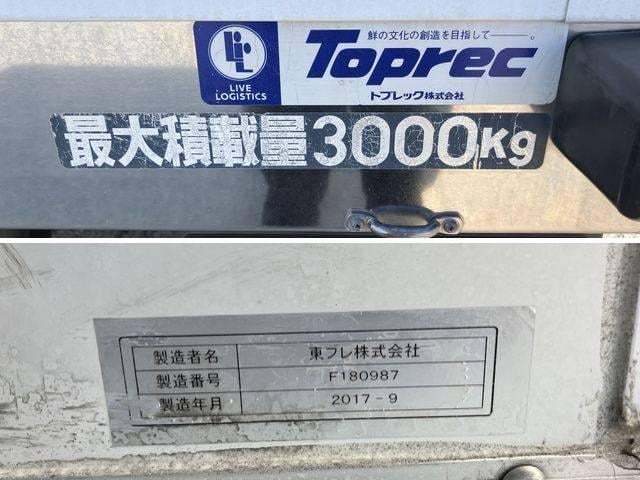 鮮の文化の創造を目指して――。
Toprec
LIVE
LOGISTICS
トプレック株式会社
最大積載量3000Kg
製造者名 東フレ株式会社
製造番号 F180987
製造年月 2017-9